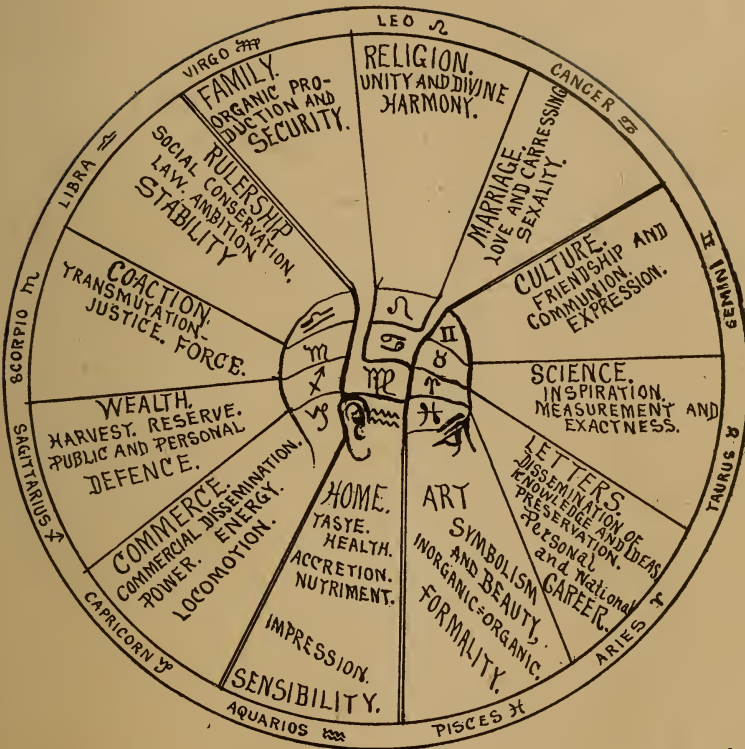 LEO ♌
CANCER ♋
GEMINI ♊
TAURUS ♉
ARIES ♈
PISCES ♓
AQUARIOS ♒
CAPRICORN ♑
SAGITTARIUS ♐
SCORPIO ♏
LIBRA ♎
VIRGO ♍
RELIGION.
UNITY AND DIVINE
HARMONY.
MARRIAGE.
LOVE AND CARRESSING
SEXALITY.
CULTURE.
FRIENDSHIP AND
COMMUNION.
EXPRESSION.
SCIENCE.
INSPIRATION.
MEASUREMENT AND
EXACTNESS.
LETTERS.
DISSEMINATION OF
KNOWLEDGE AND IDEAS
PRESERVATION.
Personal
and National
CAREER.
ART
SYMBOLISM
AND BEAUTY,
INORGANIC=ORGANIC.
FORMALITY.
HOME.
TASTE.
HEALTH.
ACCRETION.
NUTRIMENT.
IMPRESSION.
SENSIBILITY.
COMMERCE.
COMMERCIAL DISSEMINATION.
POWER. ENERGY.
LOCOMOTION.
WEALTH.
HARVEST. RESERVE.
PUBLIC AND PERSONAL
DEFENCE.
COACTION.
TRANSMUTATION—
JUSTICE. FORCE.
RULERSHIP
SOCIAL CONSERVATION.
LAW. AMBITION
STABILITY
FAMILY.
ORGANIC PRO-
DUCTION AND
SECURITY.
♎ ♌ ♊
♏ ♋ ♉
♐ ♍ ♈
♑ ♒ ♓